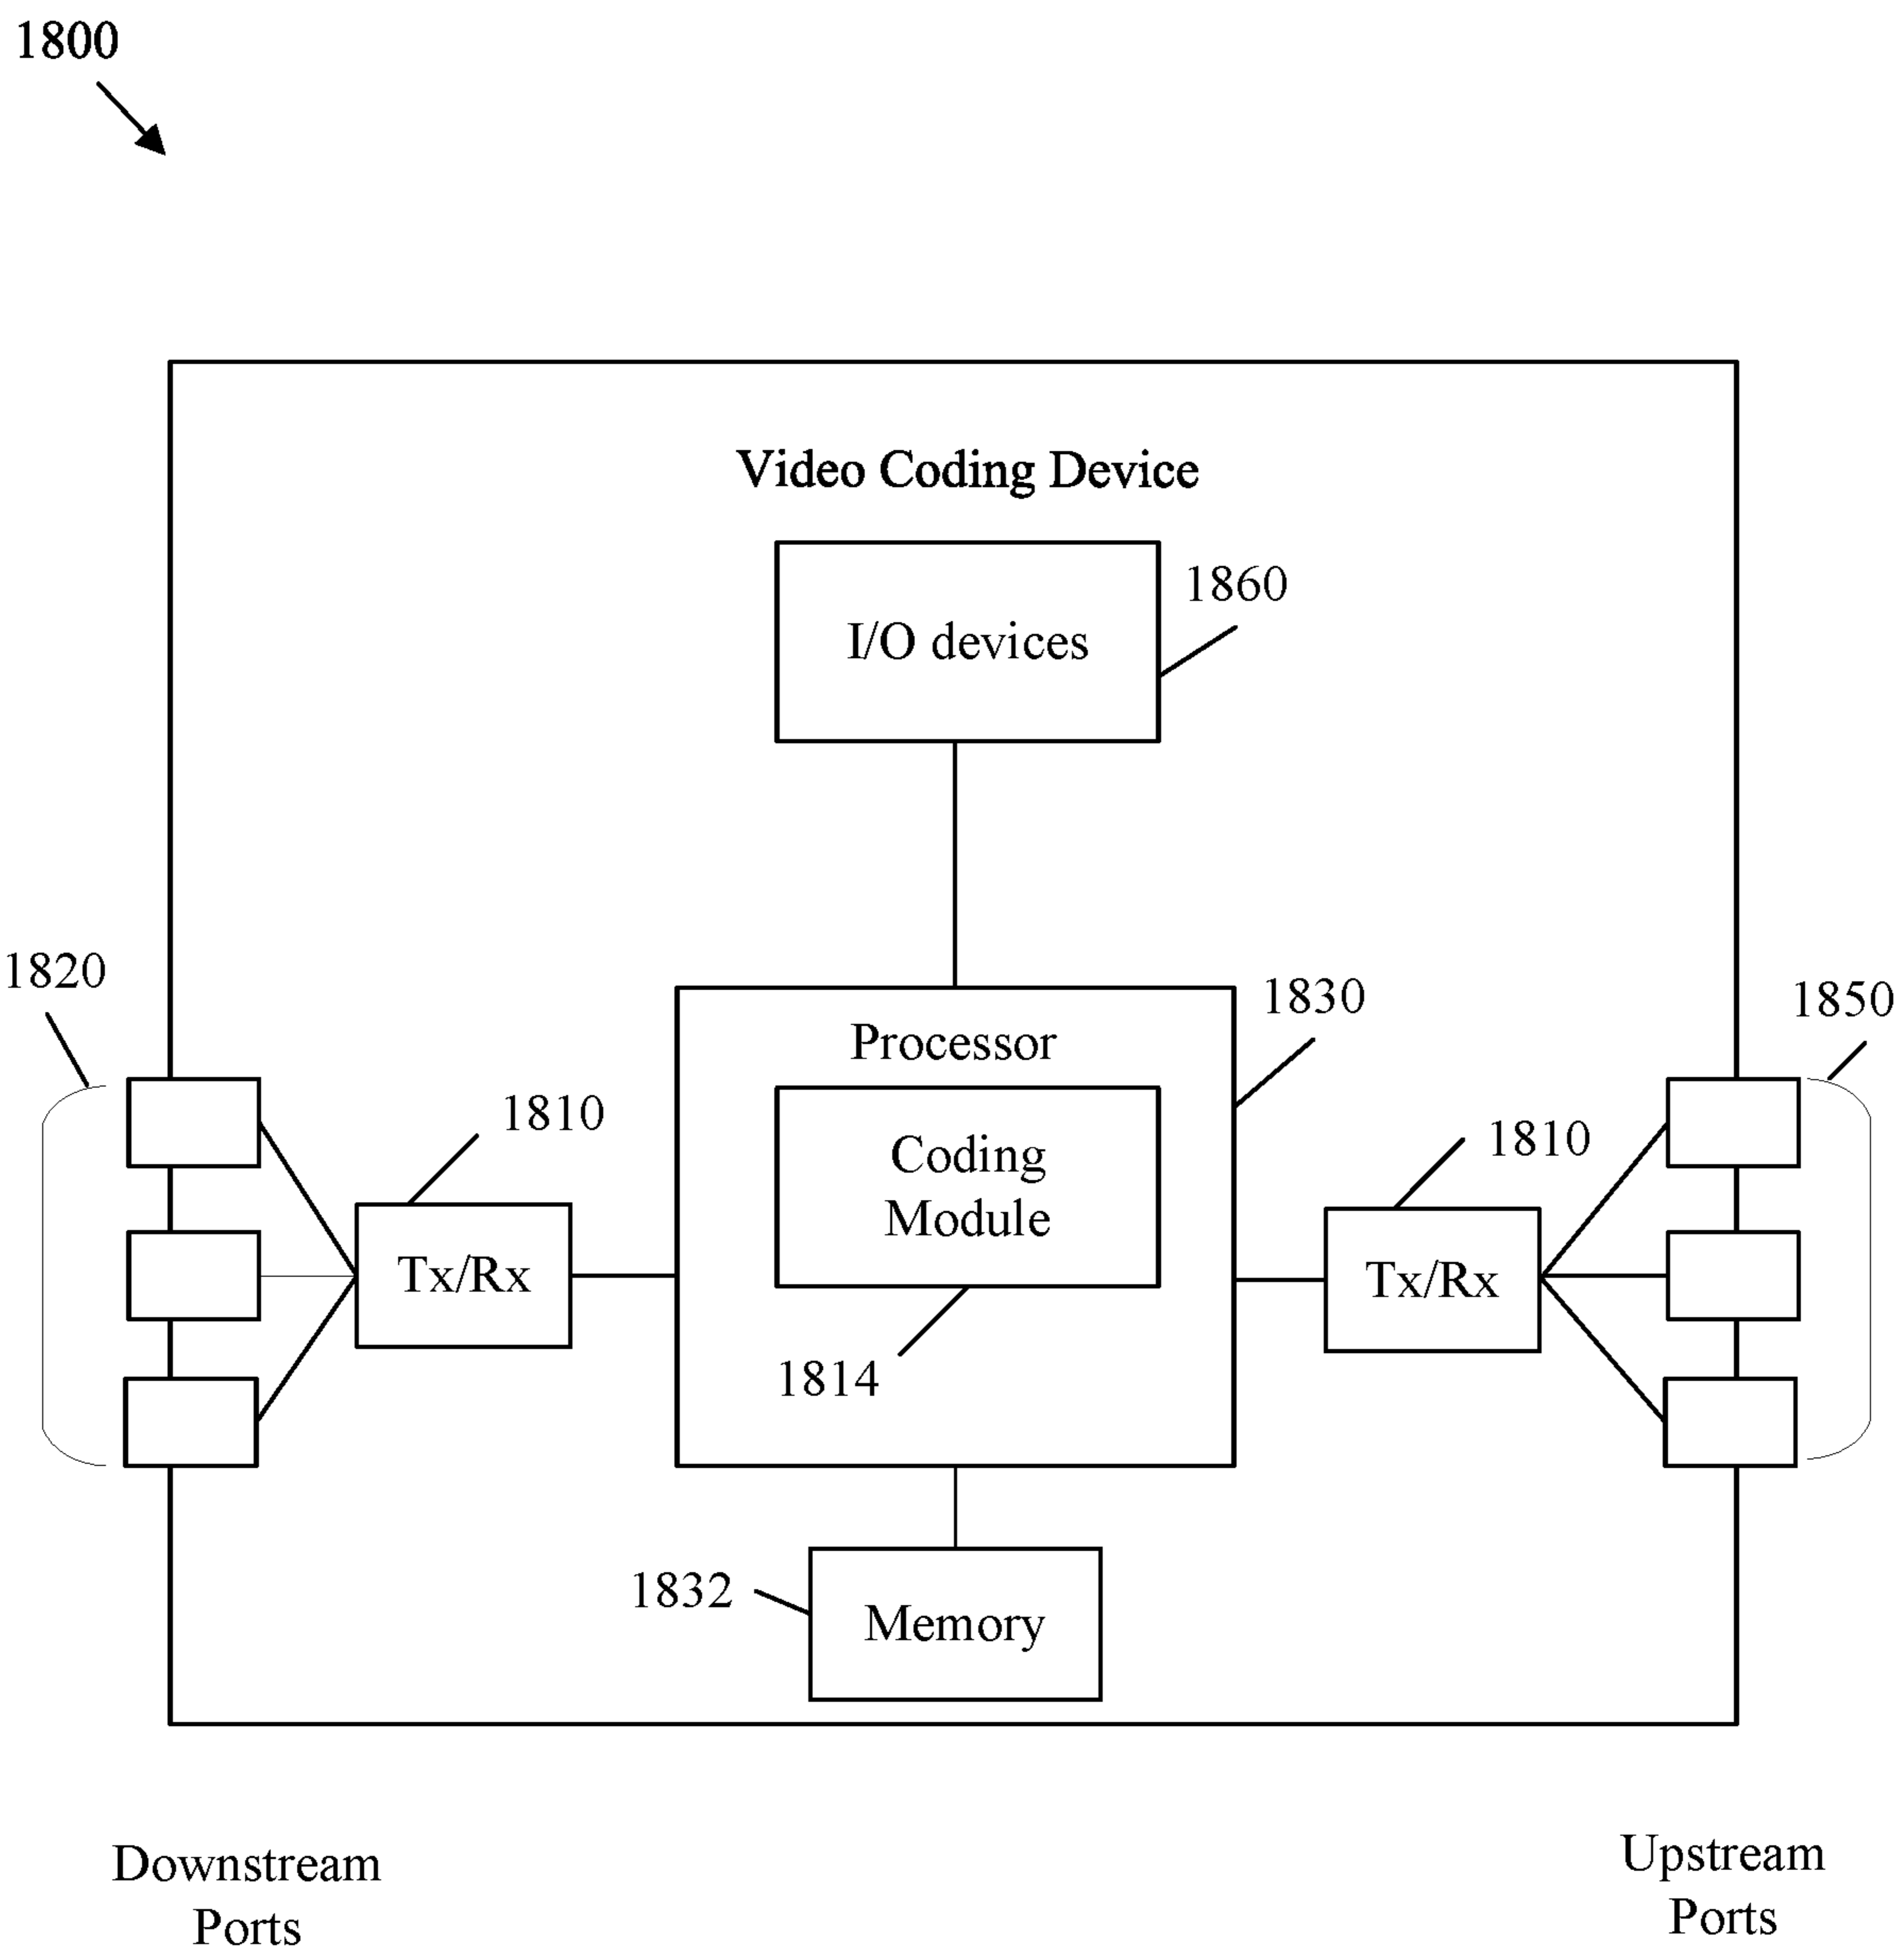 1800
Video Coding Device
I/O devices
1860
1820
Processor
1830
1850
1810
Coding
Module
1810
Tx/Rx
Tx/Rx
1814
1832
Memory
Downstream
Ports
Upstream
Ports